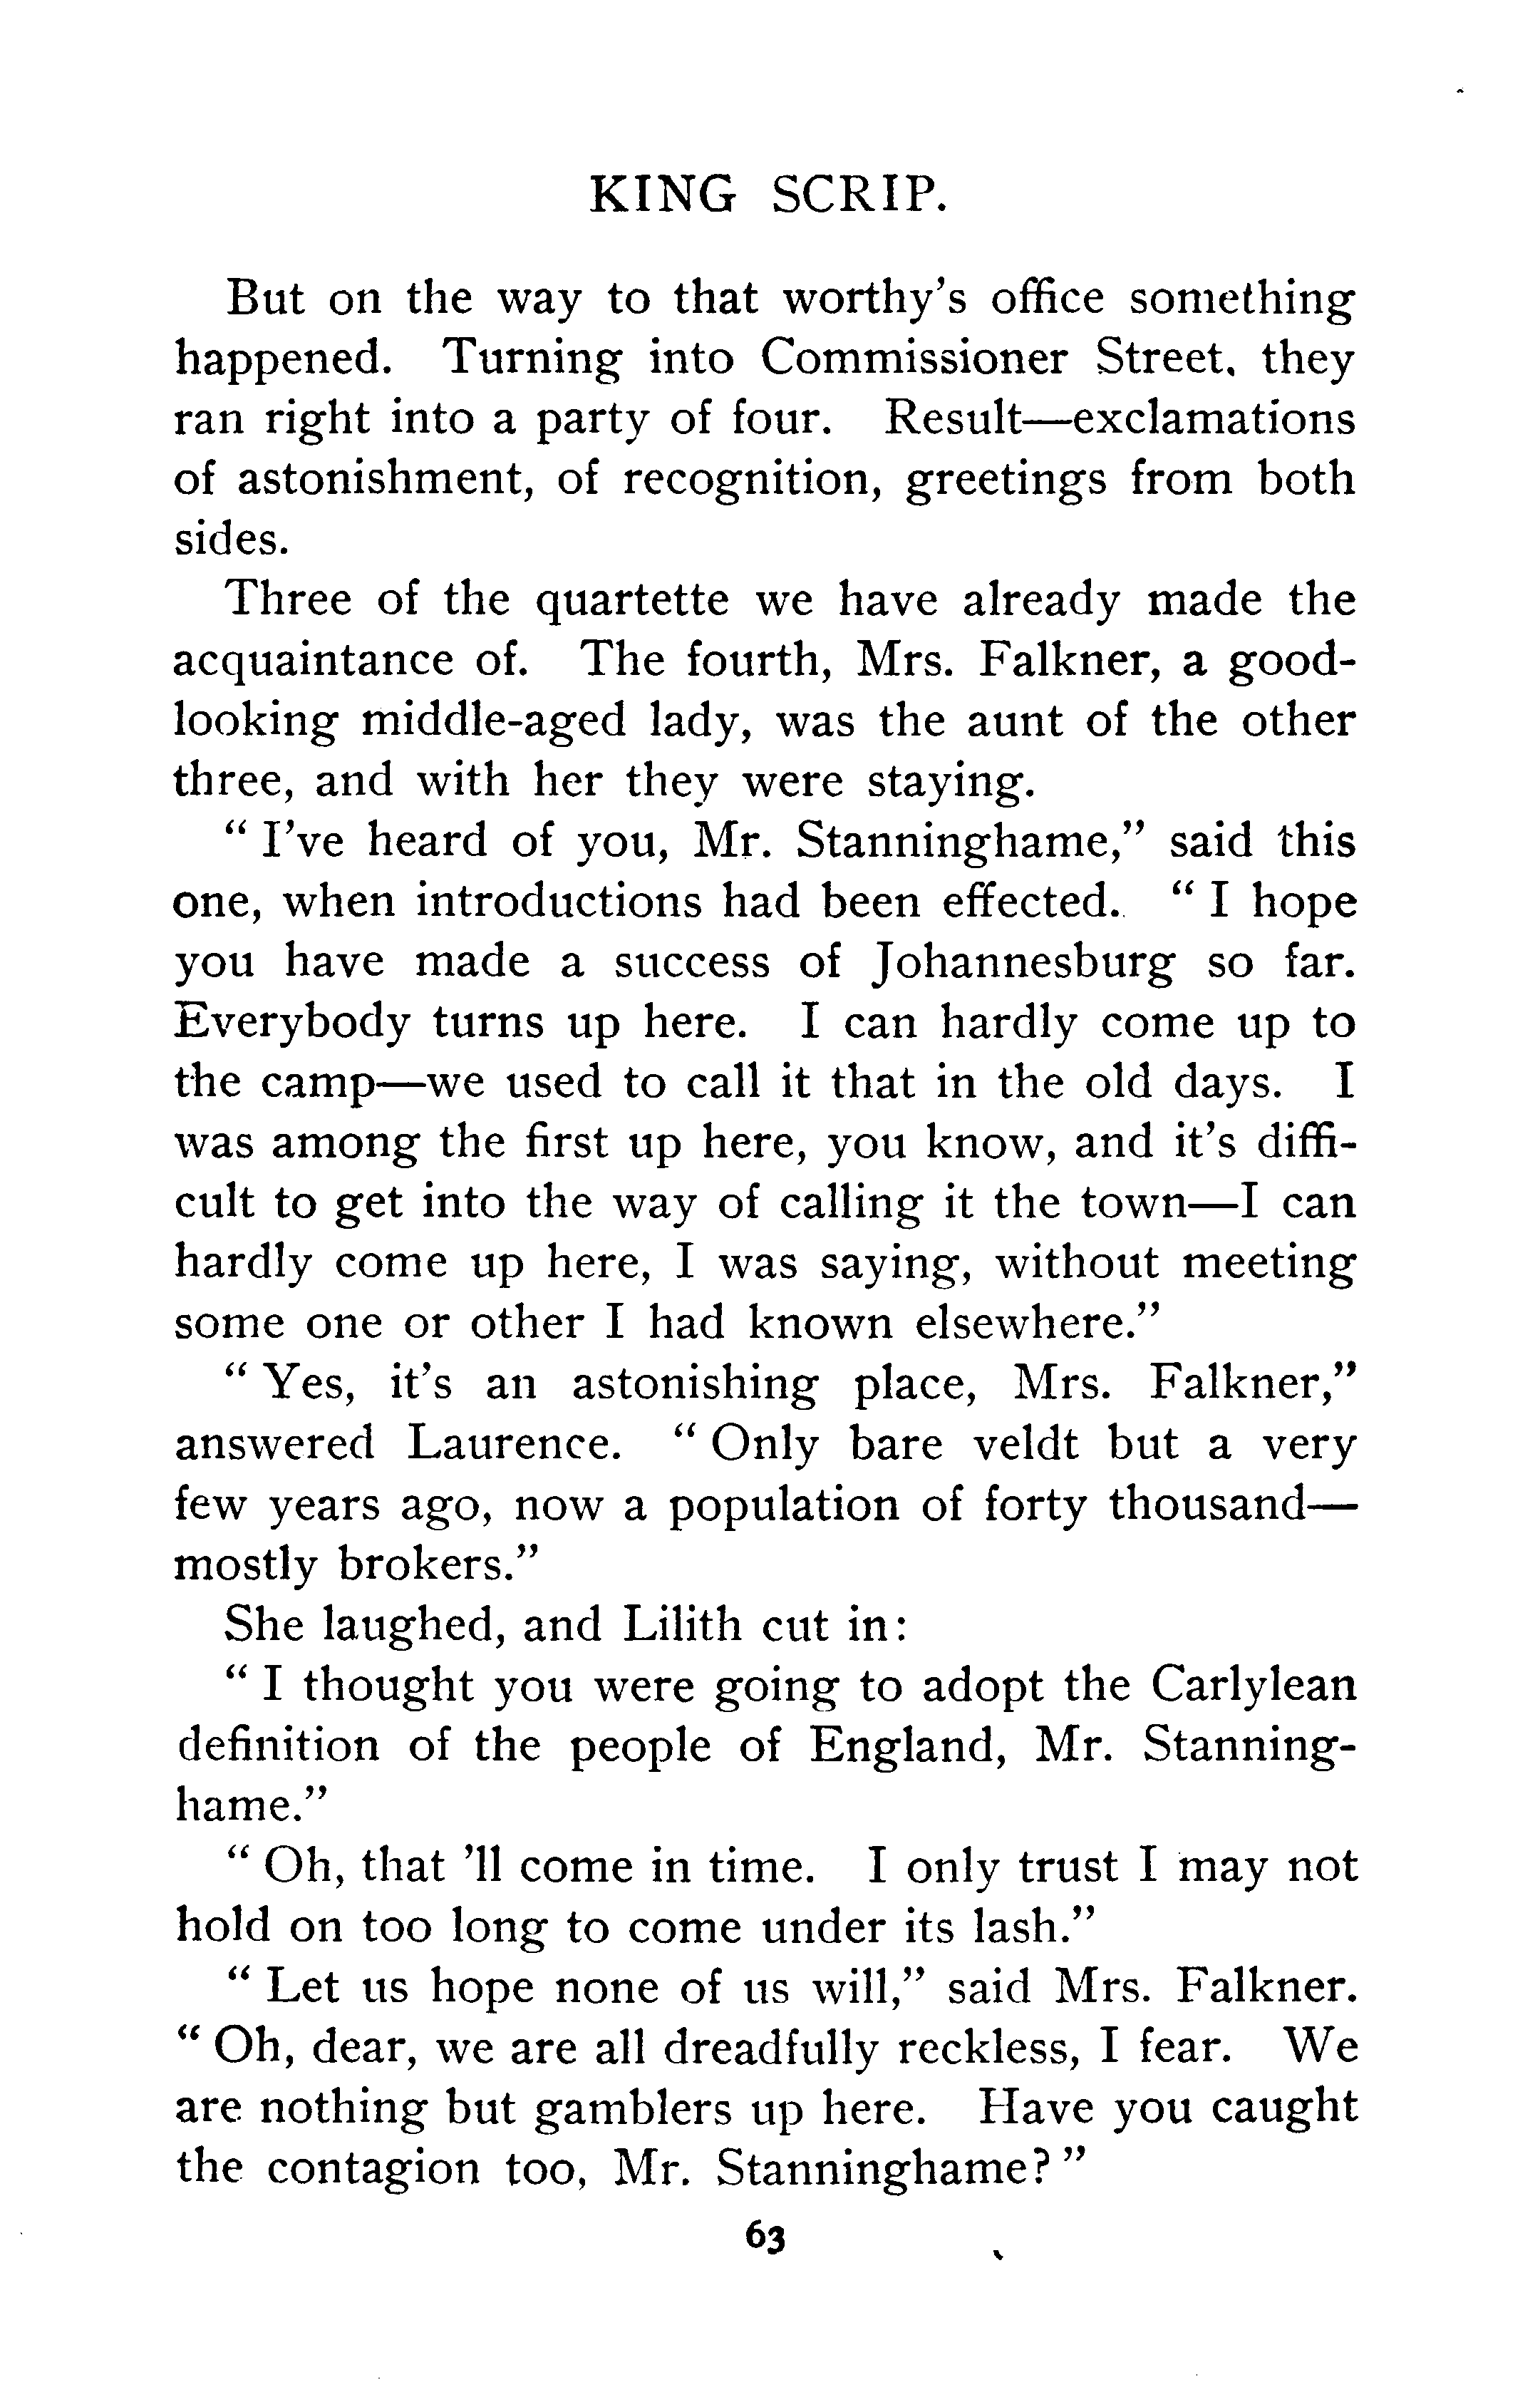 KING SCRIP.
But on the way to that worthy's office something
happened. Turning into Commissioner Street, they
ran right into a party of four. Result—exclamations
of astonishment, of recognition, greetings from both
sides.
Three of the quartette we have already made the
acquaintance of. The fourth, Mrs. Falkner, a good-
looking middle-aged lady, was the aunt of the other
three, and with her they were staying.
"I've heard of you, Mr. Stanninghame," said this
one, when introductions had been effected. "I hope
you have made a success of Johannesburg so far.
Everybody turns up here. I can hardly come up to
the camp—we used to call it that in the old days. I
was among the first up here, you know, and it's diffi-
cult to get into the way of calling it the town—I can
hardly come up here, I was saying, without meeting
some one or other I had known elsewhere."
"Yes, it's an astonishing place, Mrs. Falkner,"
answered Laurence. "Only bare veldt but a very
few years ago, now a population of forty thousand—
mostly brokers."
She laughed, and Lilith cut in:
"I thought you were going to adopt the Carlylean
definition of the people of England, Mr. Stanning-
hame."
"Oh, that 'll come in time. I only trust I may not
hold on too long to come under its lash."
"Let us hope none of us will," said Mrs. Falkner.
"Oh, dear, we are all dreadfully reckless, I fear. We
are nothing but gamblers up here. Have you caught
the contagion too, Mr. Stanninghame?"
63